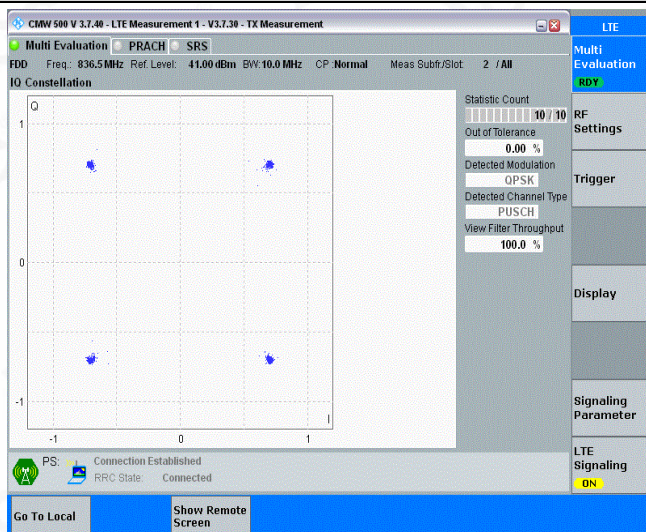 CMW 500 V 3.7.40 - LTE Measurement 1 - V3.7.30 - TX Measurement
LTE
Multi Evaluation PRACH SRS
FDD Freq.: 836.5 MHz Ref. Level: 41.00 dBm BW: 10.0 MHz CP :Normal Meas Subfr./Slot: 2 / All
IQ Constellation
Q
1
0
-1
-1 0 1
I
Statistic Count
10 / 10
Out of Tolerance
0.00 %
Detected Modulation
QPSK
Detected Channel Type
PUSCH
View Filter Throughput
100.0 %
Multi
Evaluation
RDY
RF
Settings
Trigger
Display
Signaling
Parameter
LTE
Signaling
ON
PS: Connection Established
RRC State: Connected
Go To Local
Show Remote
Screen